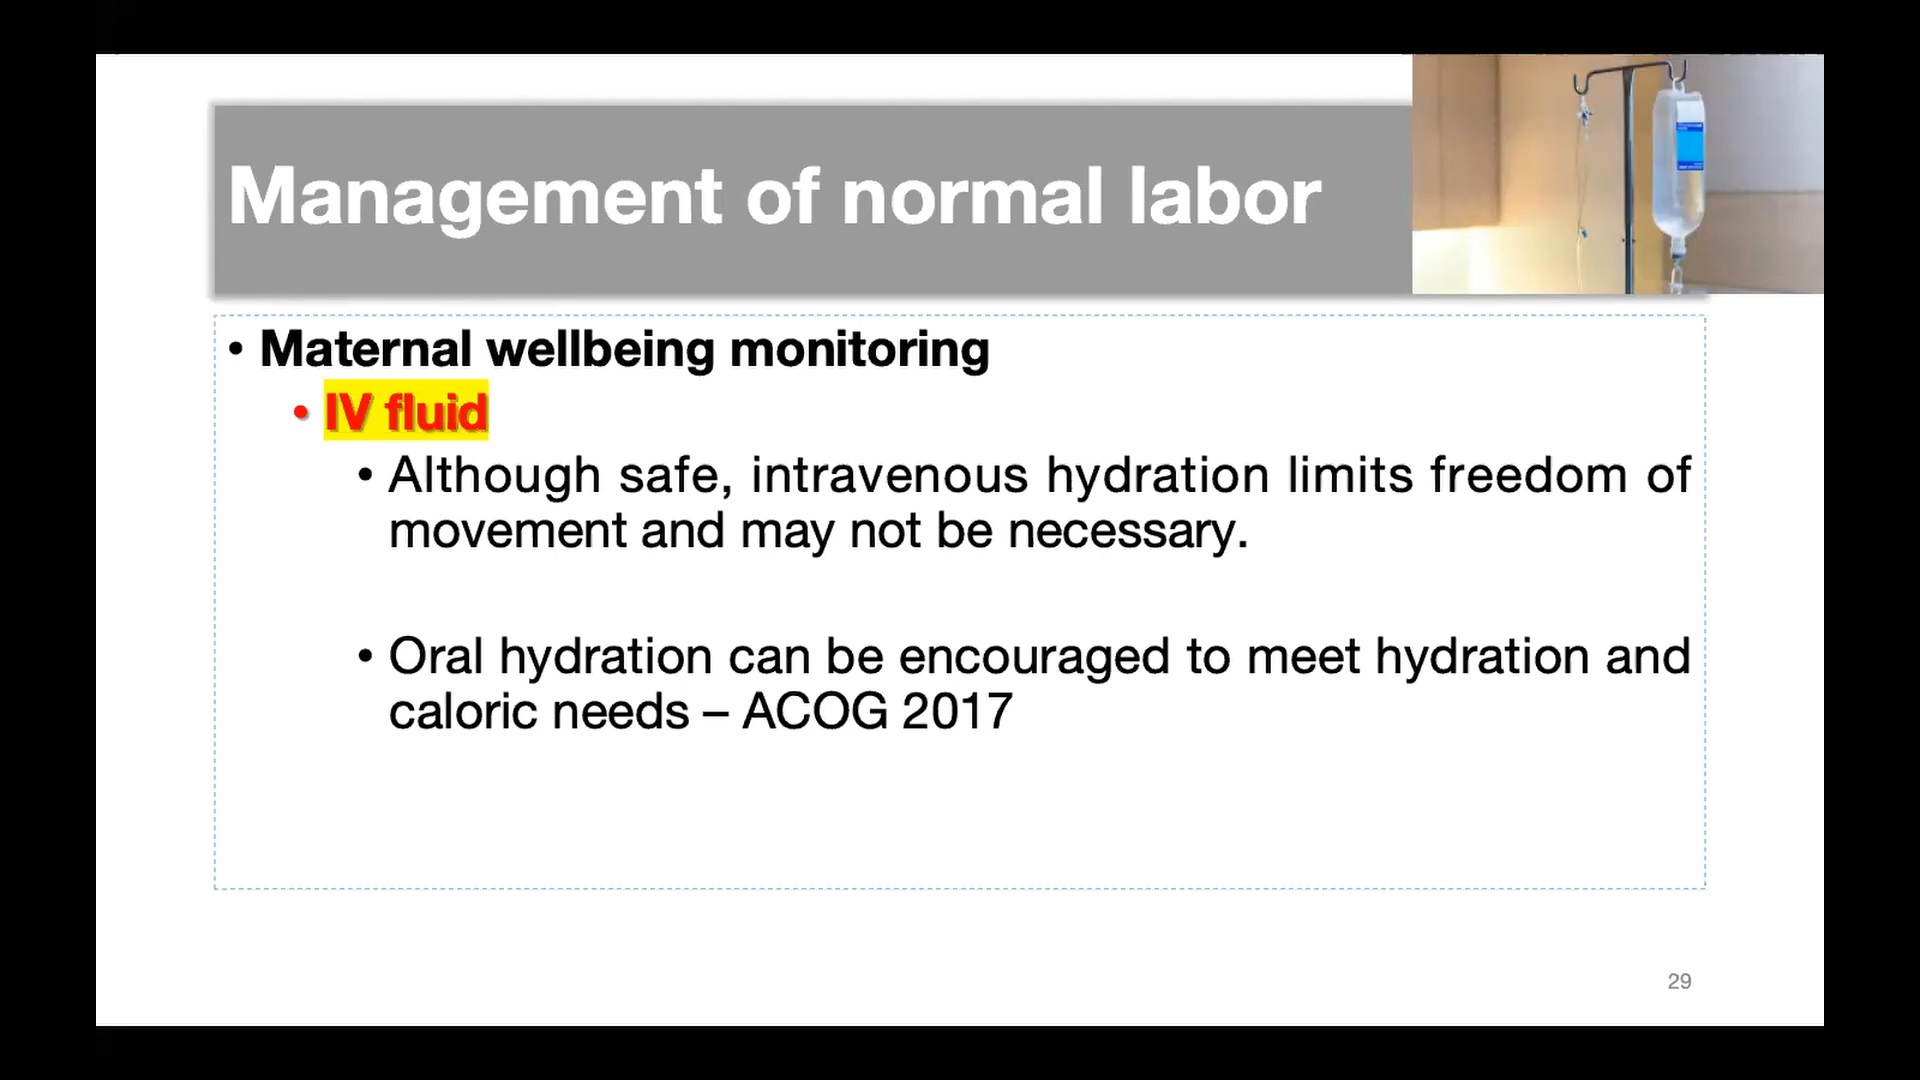 Management of normal labor
• Maternal wellbeing monitoring
• IV fluid
• Although safe, intravenous hydration limits freedom of
movement and may not be necessary.
• Oral hydration can be encouraged to meet hydration and
caloric needs – ACOG 2017
29